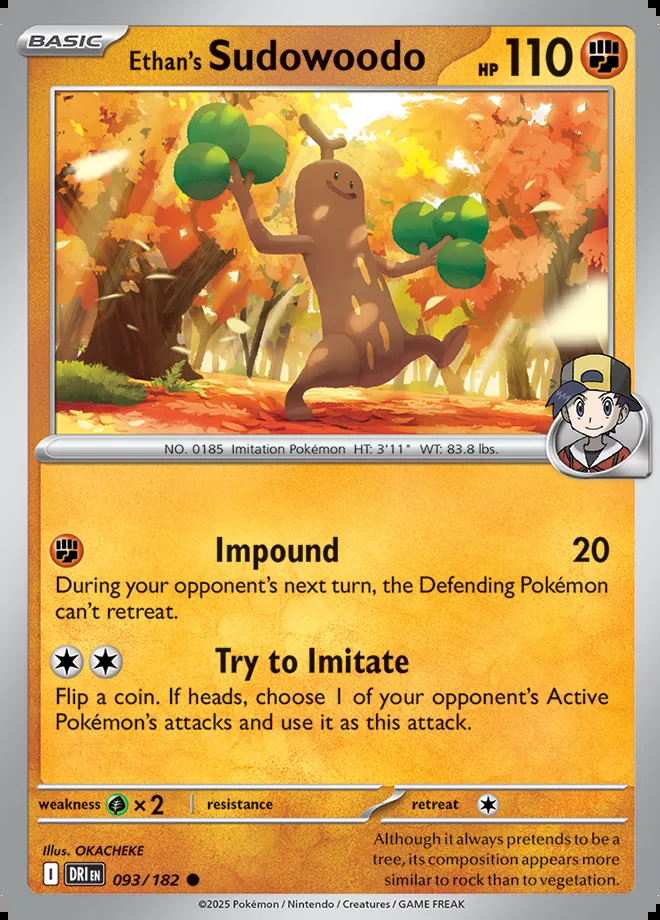 BASIC
Ethan's Sudowoodo HP 110
NO. 0185 Imitation Pokémon HT: 3'11" WT: 83.8 lbs.
Impound 20
During your opponent's next turn, the Defending Pokémon
can't retreat.
Try to Imitate
Flip a coin. If heads, choose 1 of your opponent's Active
Pokémon's attacks and use it as this attack.
weakness ×2 resistance retreat
Illus. OKACHEKE
I DRI EN 093/182
Although it always pretends to be a
tree, its composition appears more
similar to rock than to vegetation.
©2025 Pokémon / Nintendo / Creatures / GAME FREAK